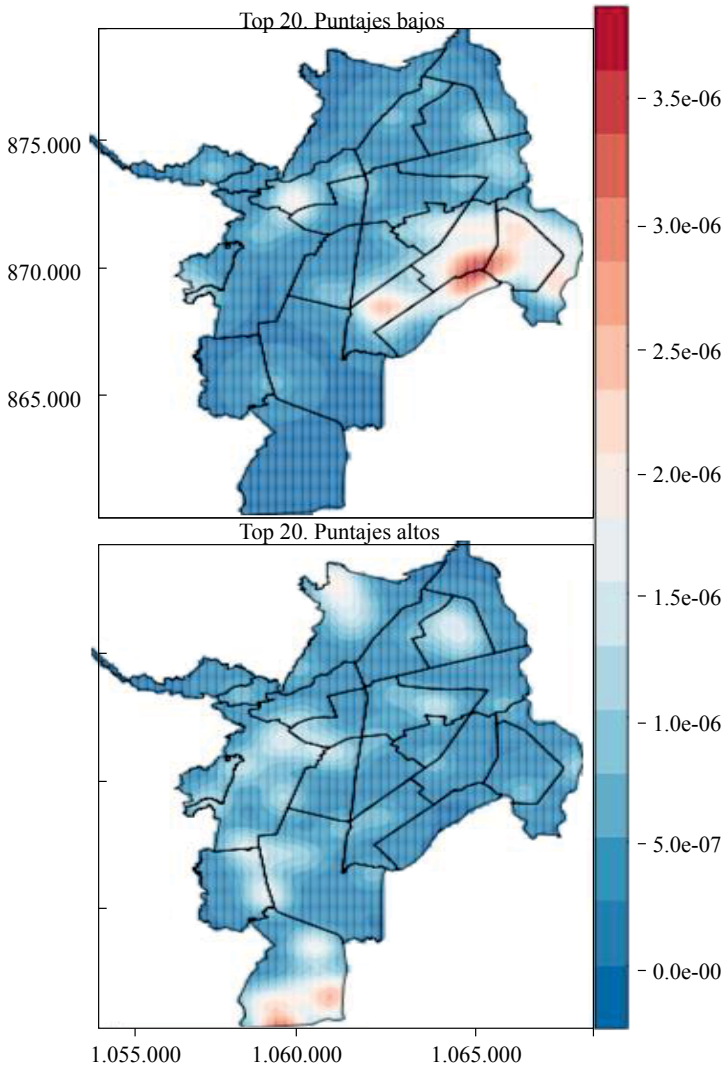 Top 20. Puntajes bajos
875.000
870.000
865.000
Top 20. Puntajes altos
1.055.000
1.060.000
1.065.000
3.5e-06
3.0e-06
2.5e-06
2.0e-06
1.5e-06
1.0e-06
5.0e-07
0.0e-00